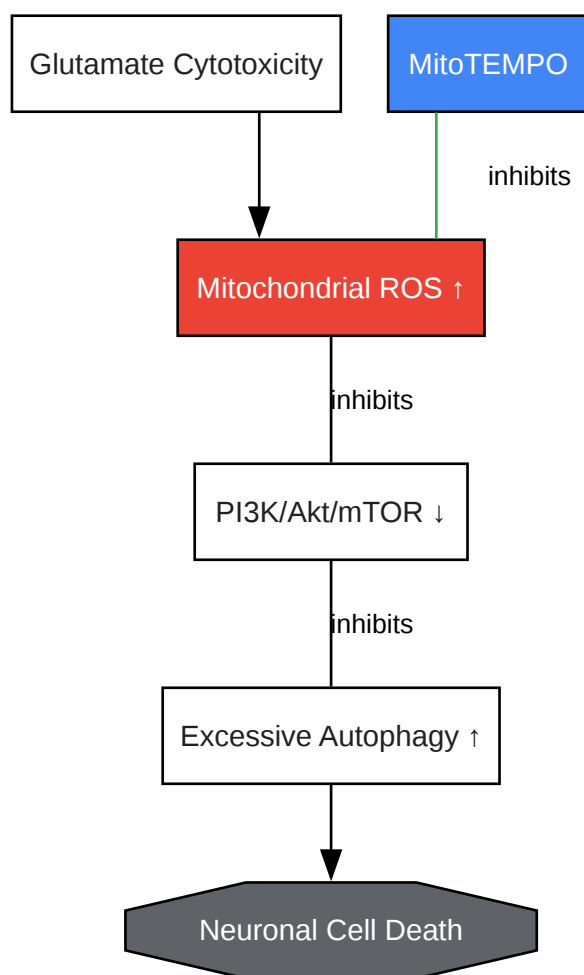 Glutamate Cytotoxicity
MitoTEMPO
inhibits
Mitochondrial ROS ↑
inhibits
PI3K/Akt/mTOR ↓
inhibits
Excessive Autophagy ↑
Neuronal Cell Death